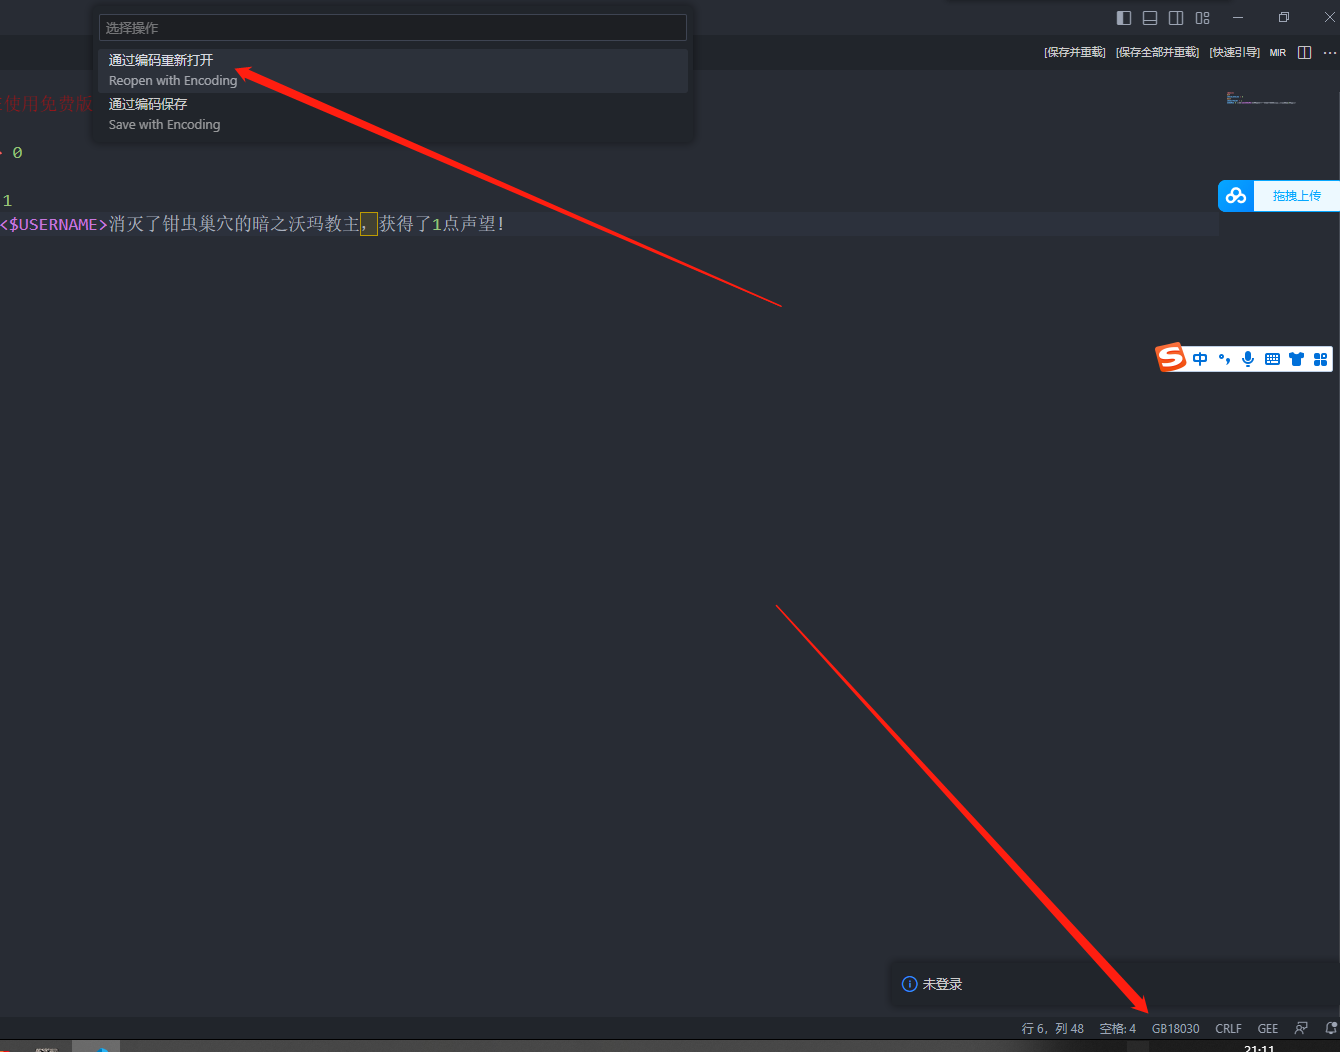 选择操作
通过编码重新打开
Reopen with Encoding
通过编码保存
Save with Encoding
[保存并重载] [保存全部并重载] [快速引导] MIR
使用免费版
0
1
<$USERNAME>消灭了钳虫巢穴的暗之沃玛教主，获得了1点声望!
拖拽上传
中
未登录
行 6，列 48 空格: 4 GB18030 CRLF GEE
21:11